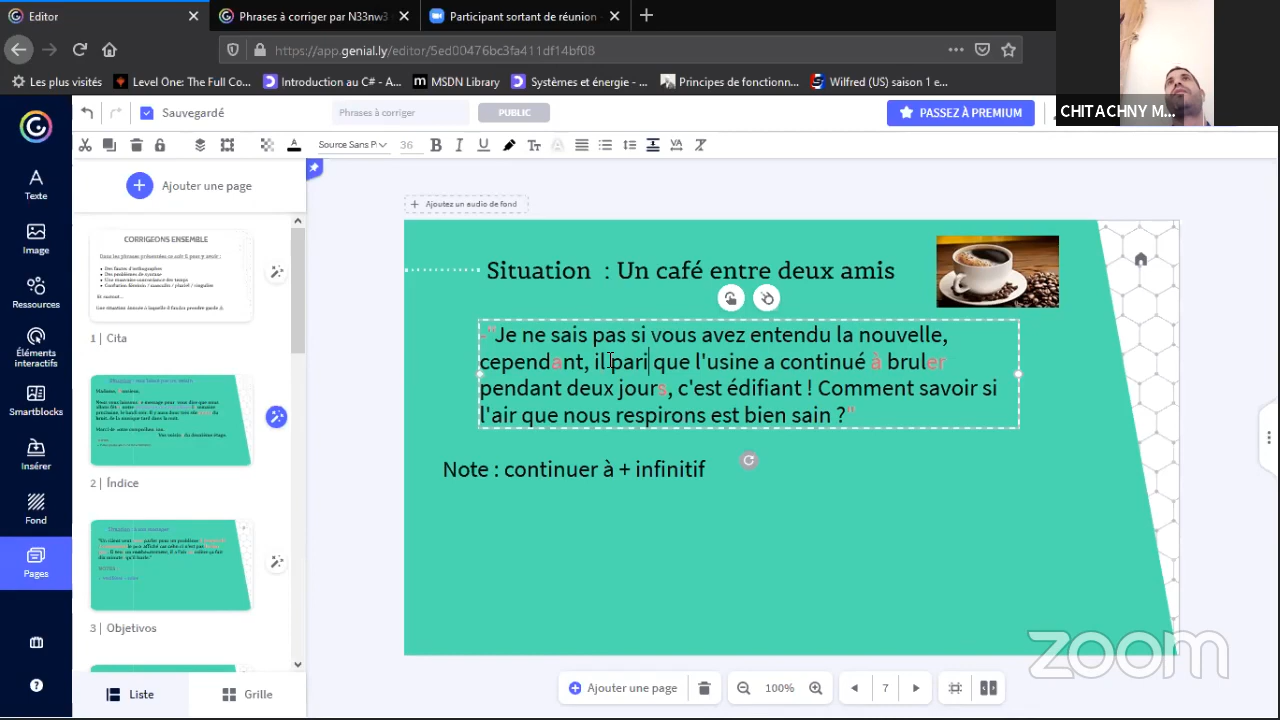 Editor
Phrases à corriger par N33nw3
Participant sortant de réunion
https://app.genial.ly/editor/5ed00476bc3fa411df14bf08
Les plus visités
Level One: The Full Co...
Introduction au C# - A...
MSDN Library
Systèmes et énergie - ...
Principes de fonction...
Wilfred (US) saison 1 e...
CHITACHNY M...
Sauvegardé
Phrases à corriger
PUBLIC
PASSEZ À PREMIUM
Source Sans P
36
Texte
Image
Ressources
Éléments
interactifs
Smartblocks
Insérer
Fond
Pages
Ajouter une page
CORRIGEONS ENSEMBLE
1 | Cita
2 | Índice
3 | Objetivos
Liste
Grille
Ajoutez un audio de fond
Situation : Un café entre deux amis
-"Je ne sais pas si vous avez entendu la nouvelle,
cependant, il pari que l'usine a continué à bruler
pendant deux jours, c'est édifiant ! Comment savoir si
l'air que nous respirons est bien sain ?"
Note : continuer à + infinitif
Ajouter une page
100%
7
zoom